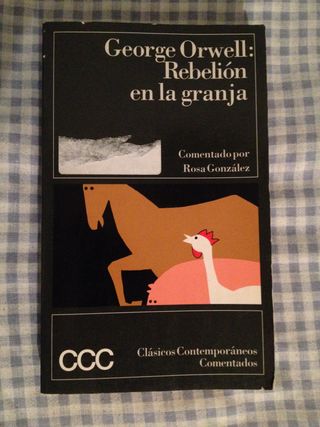 George Orwell:
Rebelión
en la granja
Comentado por
Rosa González
CCC
Clásicos Contemporáneos
Comentados